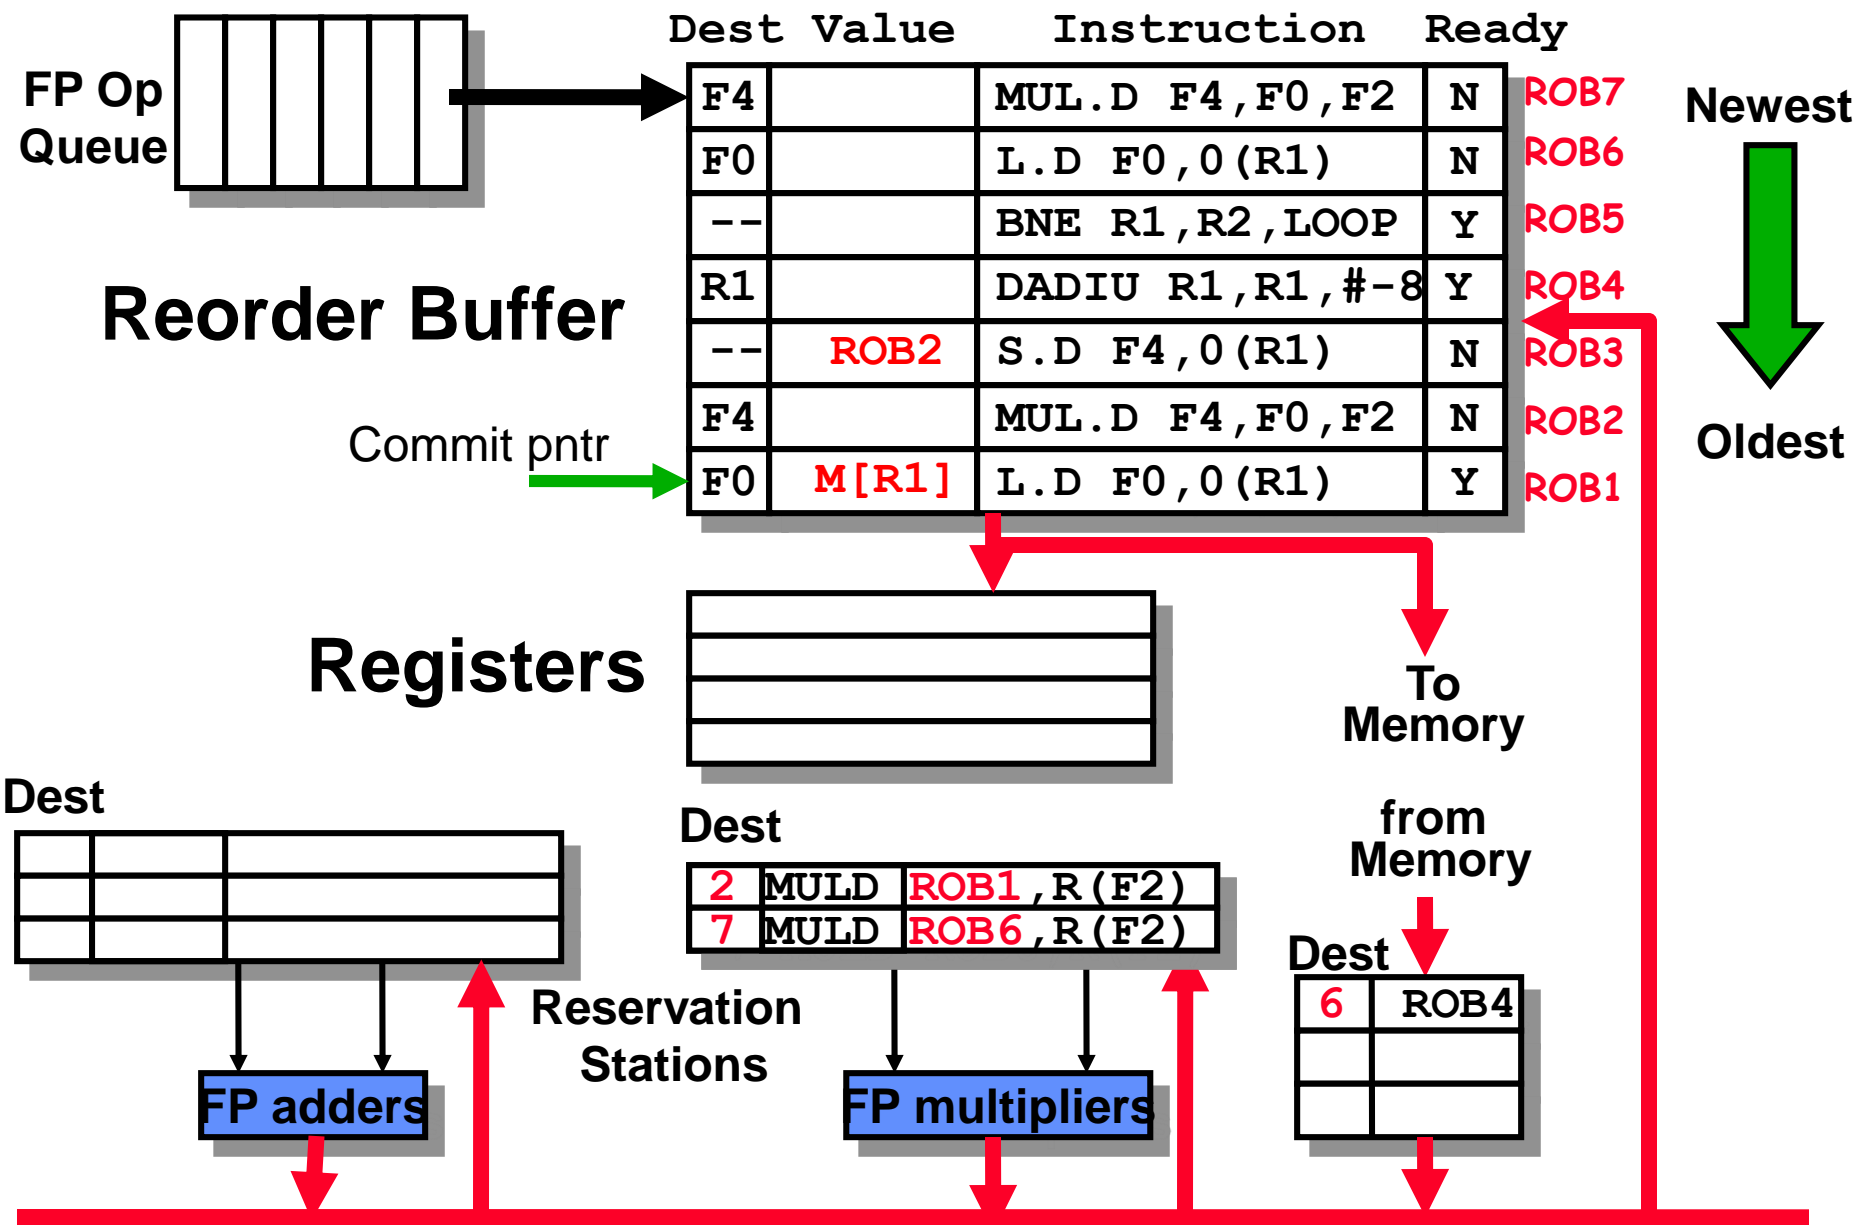 Dest Value Instruction Ready
FP Op
Queue
F4 MUL.D F4,F0,F2 N ROB7
F0 L.D F0,0(R1) N ROB6
-- BNE R1,R2,LOOP Y ROB5
R1 DADIU R1,R1,#-8 Y ROB4
-- ROB2 S.D F4,0(R1) N ROB3
F4 MUL.D F4,F0,F2 N ROB2
F0 M[R1] L.D F0,0(R1) Y ROB1
Newest
Oldest
Reorder Buffer
Commit pntr
Registers
To
Memory
from
Memory
Dest
Dest
2 MULD ROB1,R(F2)
7 MULD ROB6,R(F2)
Dest
6 ROB4
Reservation
Stations
FP adders
FP multipliers